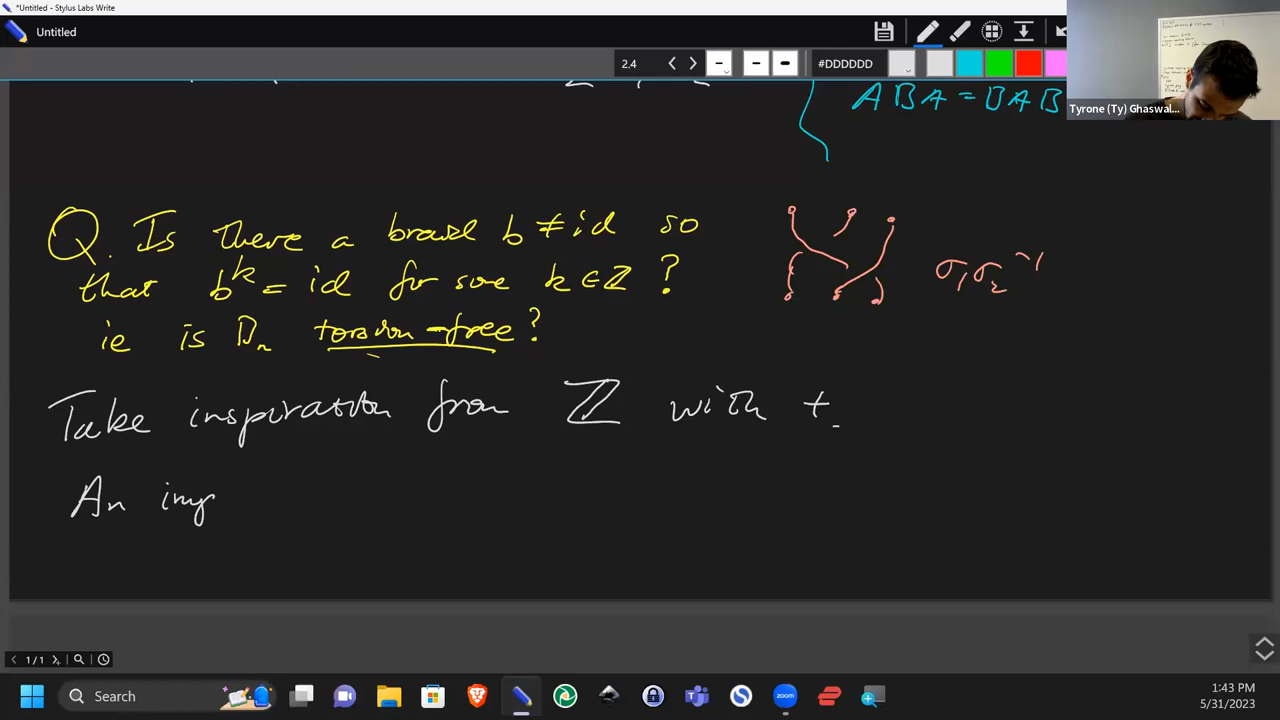 *Untitled - Stylus Labs Write
Untitled
2.4
#DDDDDD
Tyrone (Ty) Ghaswal...
ABA = BAB
Q. Is there a braid b ≠ id so
that b^k = id for some k ∈ ℤ ?
ie is B_n torsion-free?
σ_1 σ_2^-1
Take inspiration from ℤ with +.
An imp
1/1
Search
1:43 PM
5/31/2023